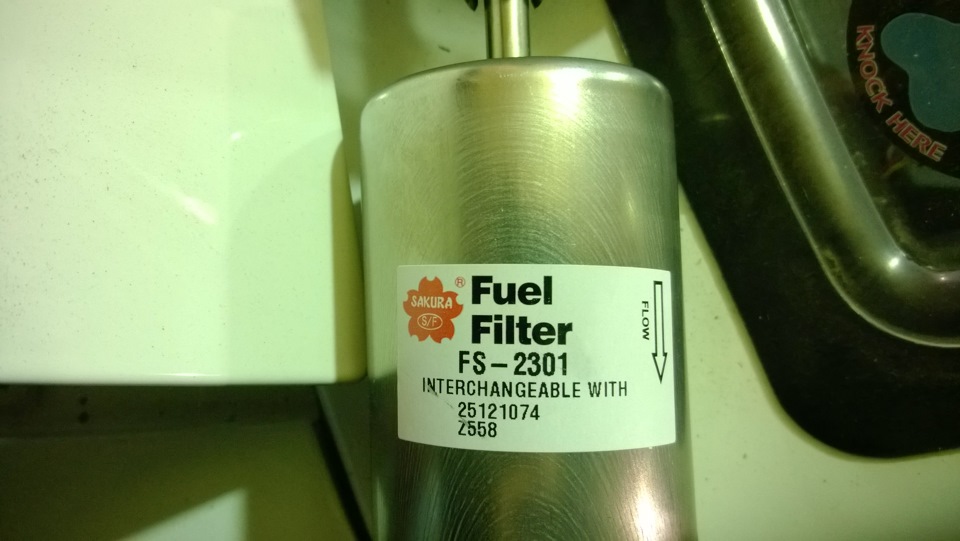 KNOCK HERE
SAKURA
S/F
®
Fuel
Filter
FLOW
FS-2301
INTERCHANGEABLE WITH
25121074
Z558